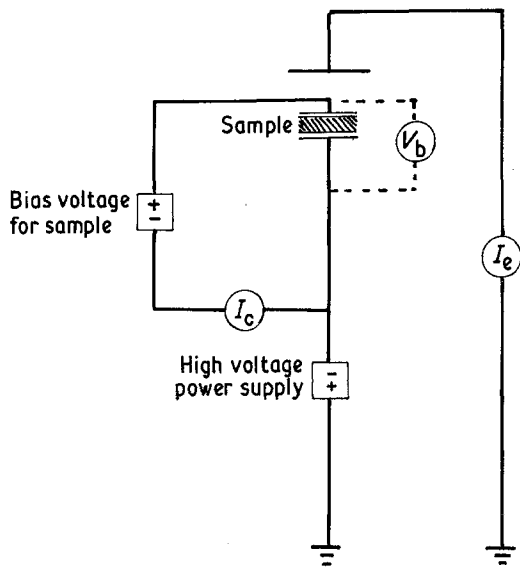 Sample
V_b
Bias voltage
for sample
+
−
I_c
I_e
High voltage
power supply
−
+